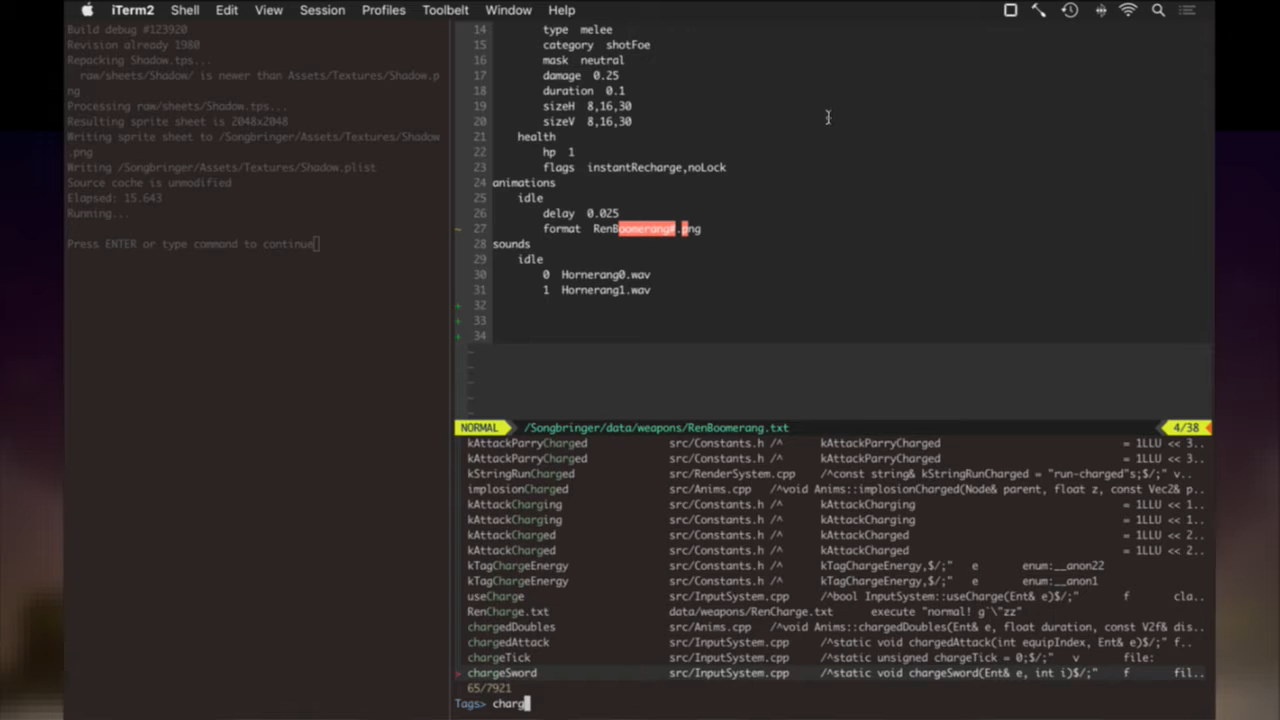 iTerm2 Shell Edit View Session Profiles Toolbelt Window Help
Build debug #123920
Revision already 1980
Repacking Shadow.tps...
raw/sheets/Shadow/ is newer than Assets/Textures/Shadow.p
ng
Processing raw/sheets/Shadow.tps...
Resulting sprite sheet is 2048x2048
Writing sprite sheet to /Songbringer/Assets/Textures/Shadow
.png
Writing /Songbringer/Assets/Textures/Shadow.plist
Source cache is unmodified
Elapsed: 15.643
Running...
Press ENTER or type command to continue
14 type melee
15 category shotFoe
16 mask neutral
17 damage 0.25
18 duration 0.1
19 sizeH 8,16,30
20 sizeV 8,16,30
21 health
22 hp 1
23 flags instantRecharge,noLock
24 animations
25 idle
26 delay 0.025
~ 27 format RenBoomerang#.png
28 sounds
29 idle
30 0 Hornerang0.wav
31 1 Hornerang1.wav
+ 32
+ 33
+ 34
~
~
~
~
~
NORMAL /Songbringer/data/weapons/RenBoomerang.txt 4/38
kAttackParryCharged src/Constants.h /^ kAttackParryCharged = 1LLU << 3..
kAttackParryCharged src/Constants.h /^ kAttackParryCharged = 1LLU << 3..
kStringRunCharged src/RenderSystem.cpp /^const string& kStringRunCharged = "run-charged"s;$/;" v..
implosionCharged src/Anims.cpp /^void Anims::implosionCharged(Node& parent, float z, const Vec2& p..
kAttackCharging src/Constants.h /^ kAttackCharging = 1LLU << 1..
kAttackCharging src/Constants.h /^ kAttackCharging = 1LLU << 1..
kAttackCharged src/Constants.h /^ kAttackCharged = 1LLU << 2..
kAttackCharged src/Constants.h /^ kAttackCharged = 1LLU << 2..
kTagChargeEnergy src/Constants.h /^ kTagChargeEnergy,$/;" e enum:__anon22
kTagChargeEnergy src/Constants.h /^ kTagChargeEnergy,$/;" e enum:__anon1
useCharge src/InputSystem.cpp /^bool InputSystem::useCharge(Ent& e)$/;" f cla..
RenCharge.txt data/weapons/RenCharge.txt execute "normal! g`\"zz"
chargedDoubles src/Anims.cpp /^void Anims::chargedDoubles(Ent& e, float duration, const V2f& dis..
chargedAttack src/InputSystem.cpp /^static void chargedAttack(int equipIndex, Ent& e)$/;" f..
chargeTick src/InputSystem.cpp /^static unsigned chargeTick = 0;$/;" v file:
> chargeSword src/InputSystem.cpp /^static void chargeSword(Ent& e, int i)$/;" f fil..
65/7921
Tags> charg